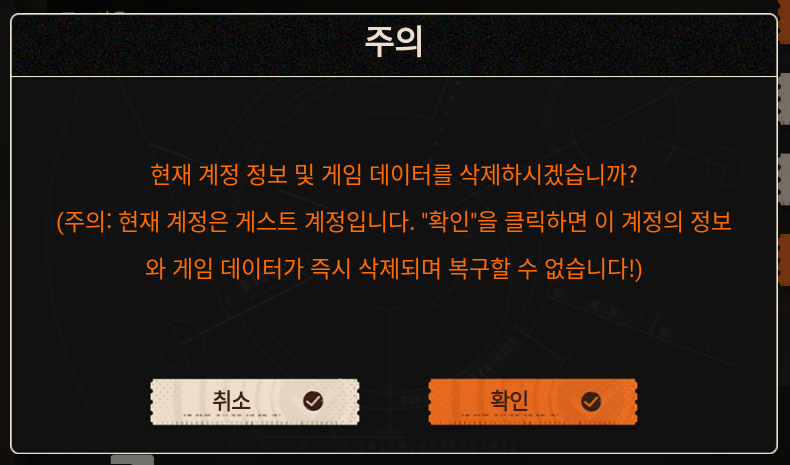 주의
현재 계정 정보 및 게임 데이터를 삭제하시겠습니까?
(주의: 현재 계정은 게스트 계정입니다. "확인"을 클릭하면 이 계정의 정보
와 게임 데이터가 즉시 삭제되며 복구할 수 없습니다!)
취소
확인